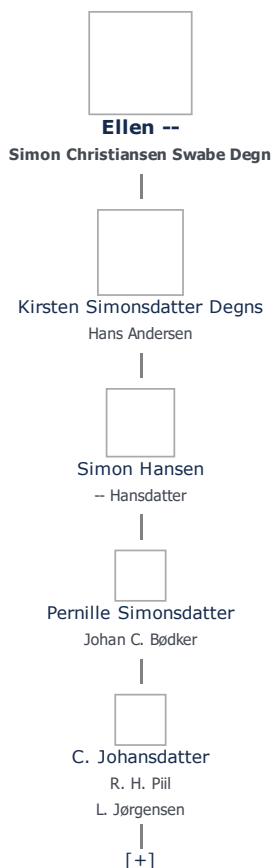 Ellen --
Simon Christiansen Swabe Degn
Kirsten Simonsdatter Degns
Hans Andersen
Simon Hansen
-- Hansdatter
Pernille Simonsdatter
Johan C. Bødker
C. Johansdatter
R. H. Piil
L. Jørgensen
[+]